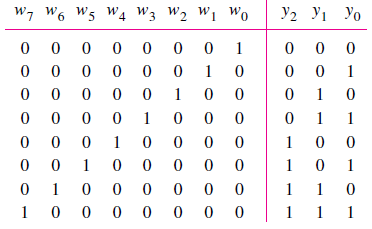 w7 w6 w5 w4 w3 w2 w1 w0 y2 y1 y0
0 0 0 0 0 0 0 1 0 0 0
0 0 0 0 0 0 1 0 0 0 1
0 0 0 0 0 1 0 0 0 1 0
0 0 0 0 1 0 0 0 0 1 1
0 0 0 1 0 0 0 0 1 0 0
0 0 1 0 0 0 0 0 1 0 1
0 1 0 0 0 0 0 0 1 1 0
1 0 0 0 0 0 0 0 1 1 1